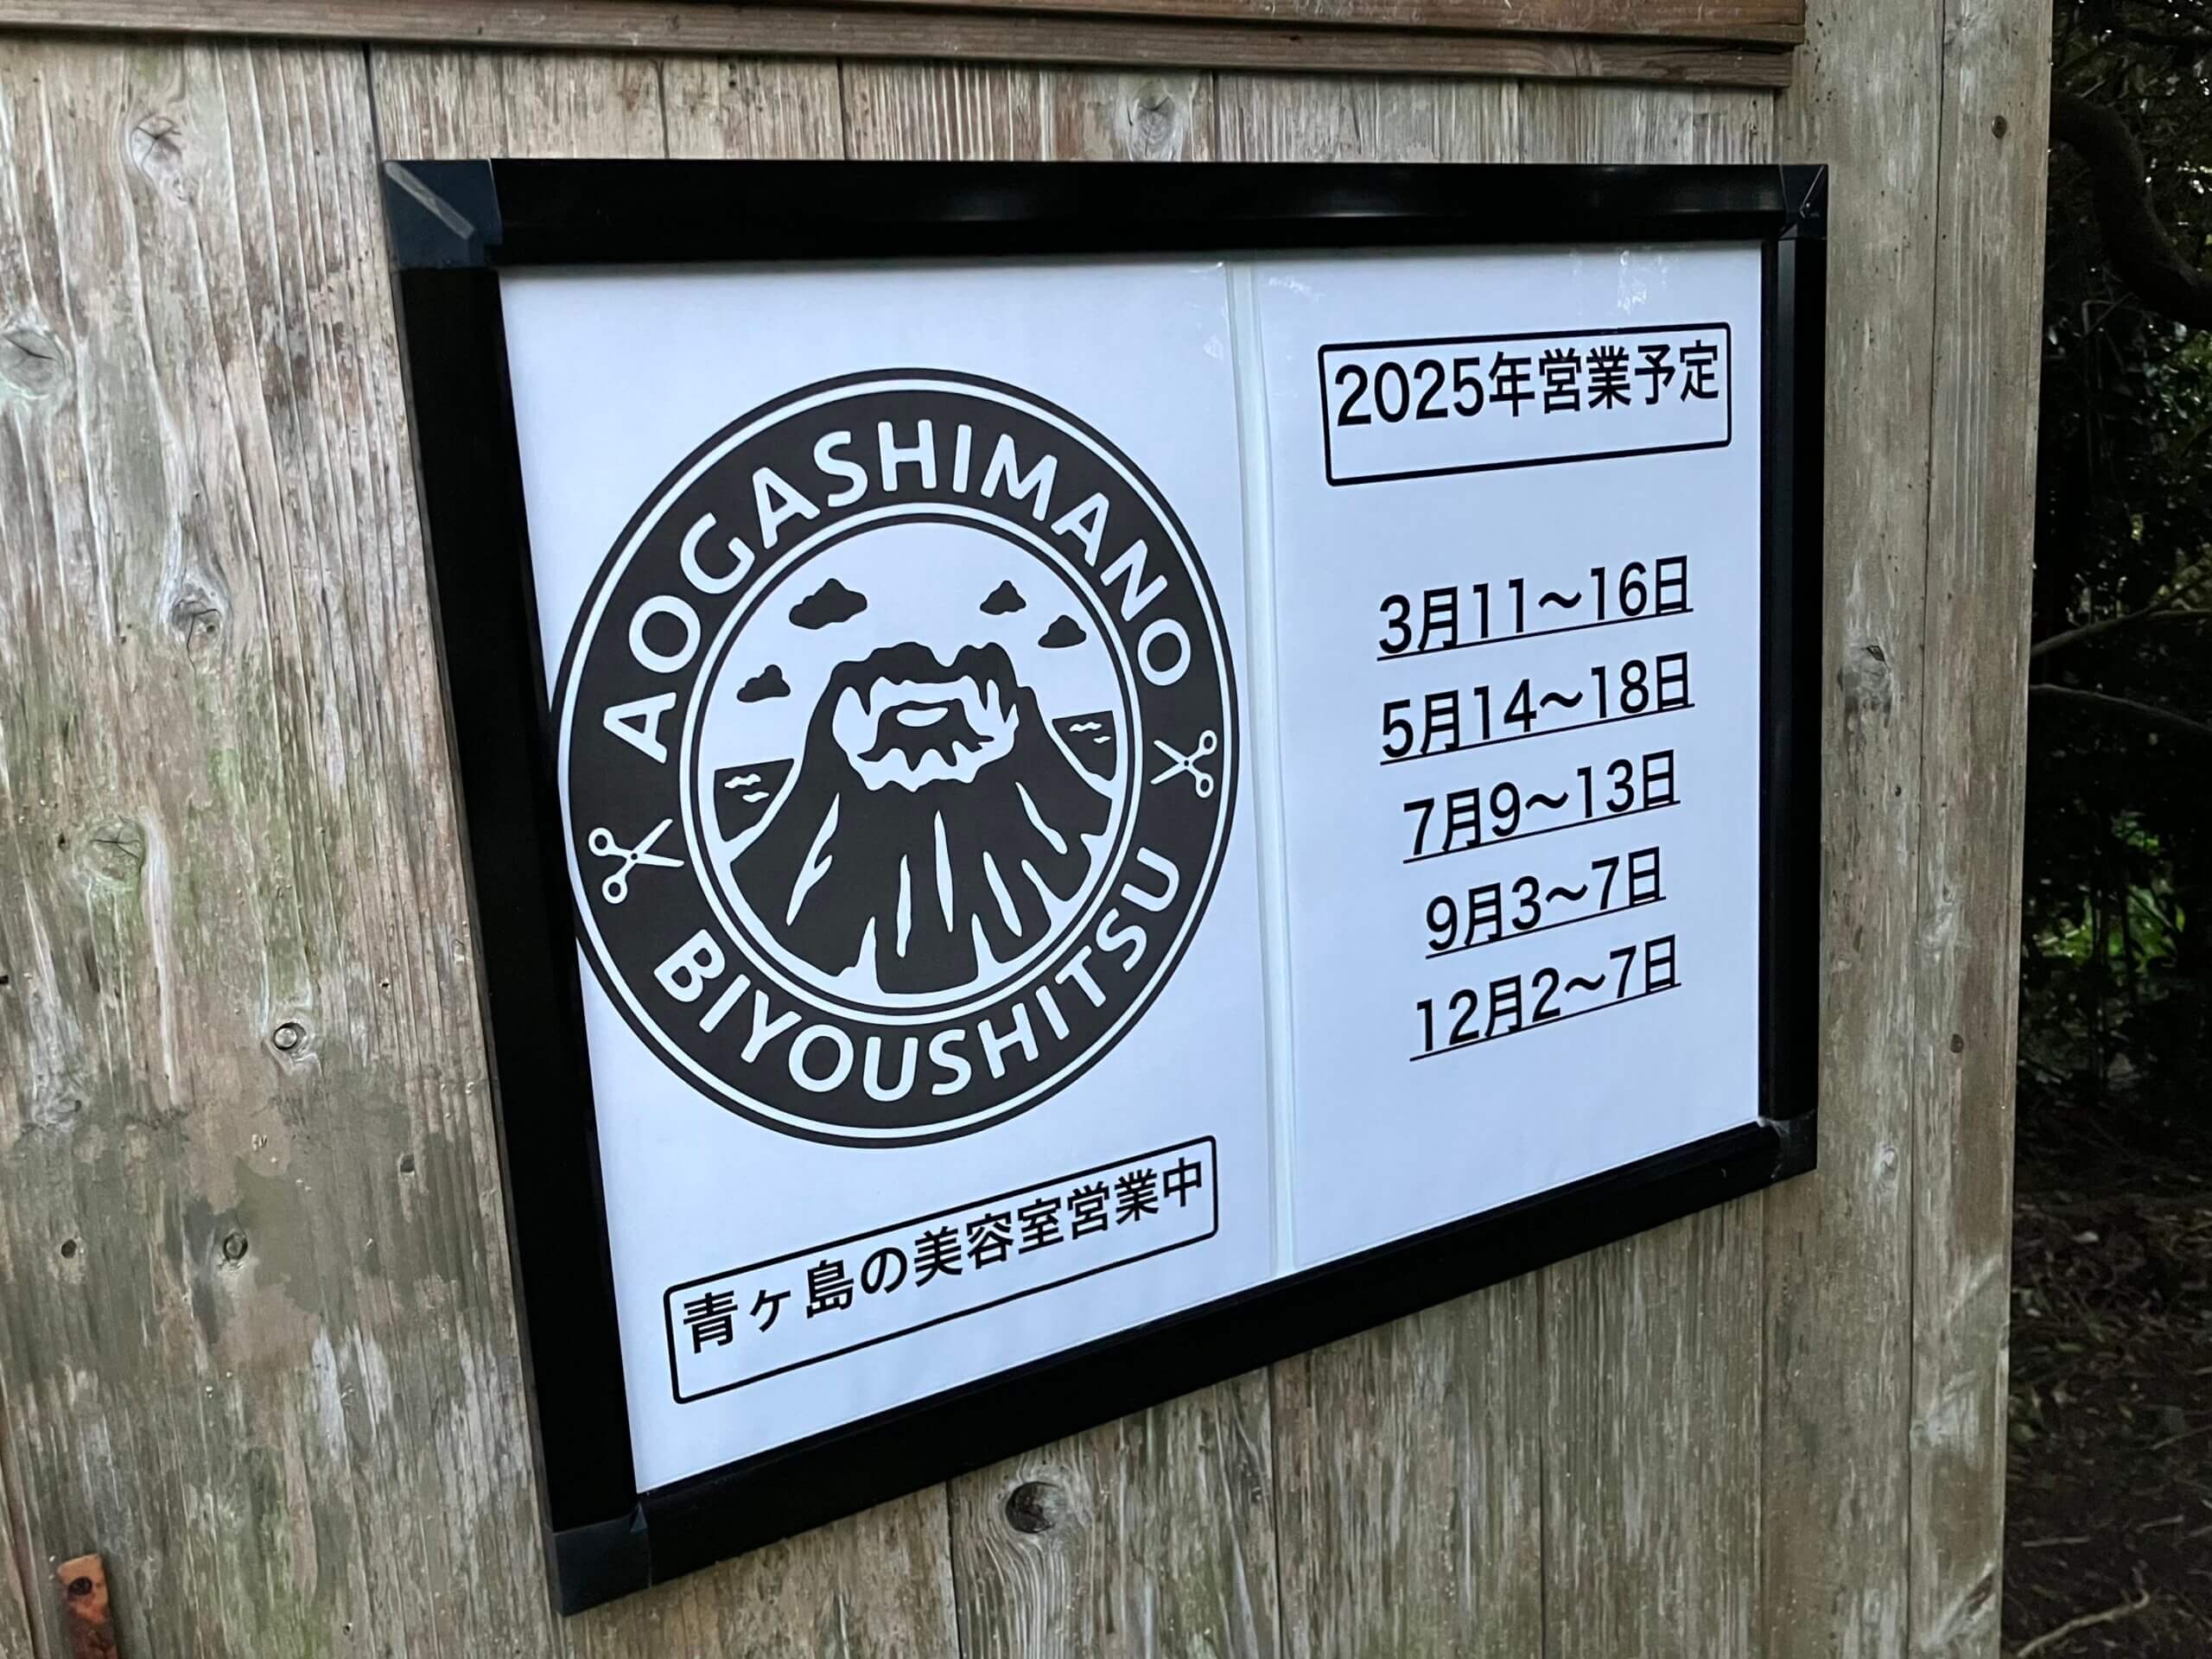 AOGASHIMANO
BIYOUSHITSU
青ヶ島の美容室営業中
2025年営業予定
3月11～16日
5月14～18日
7月9～13日
9月3～7日
12月2～7日